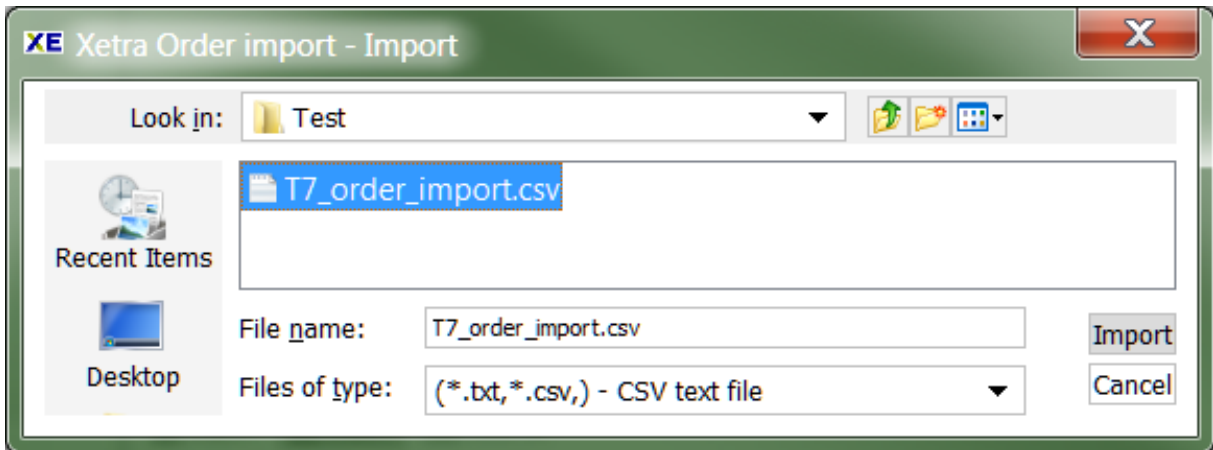 XE Xetra Order import - Import X
Look in: Test
T7_order_import.csv
Recent Items
Desktop
File name: T7_order_import.csv
Import
Files of type: (*.txt,*.csv,) - CSV text file
Cancel